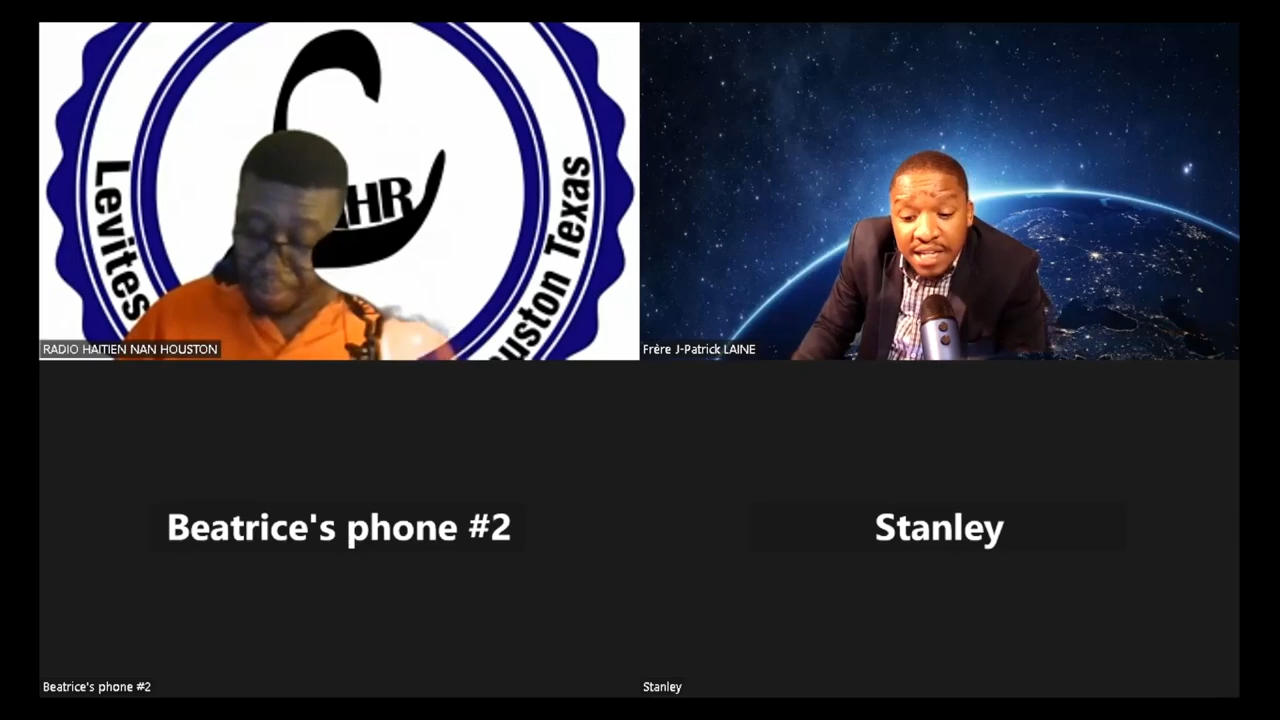 Levites
HR
Houston Texas
RADIO HAITIEN NAN HOUSTON
Frère J-Patrick LAINE
Beatrice's phone #2
Stanley
Beatrice's phone #2
Stanley